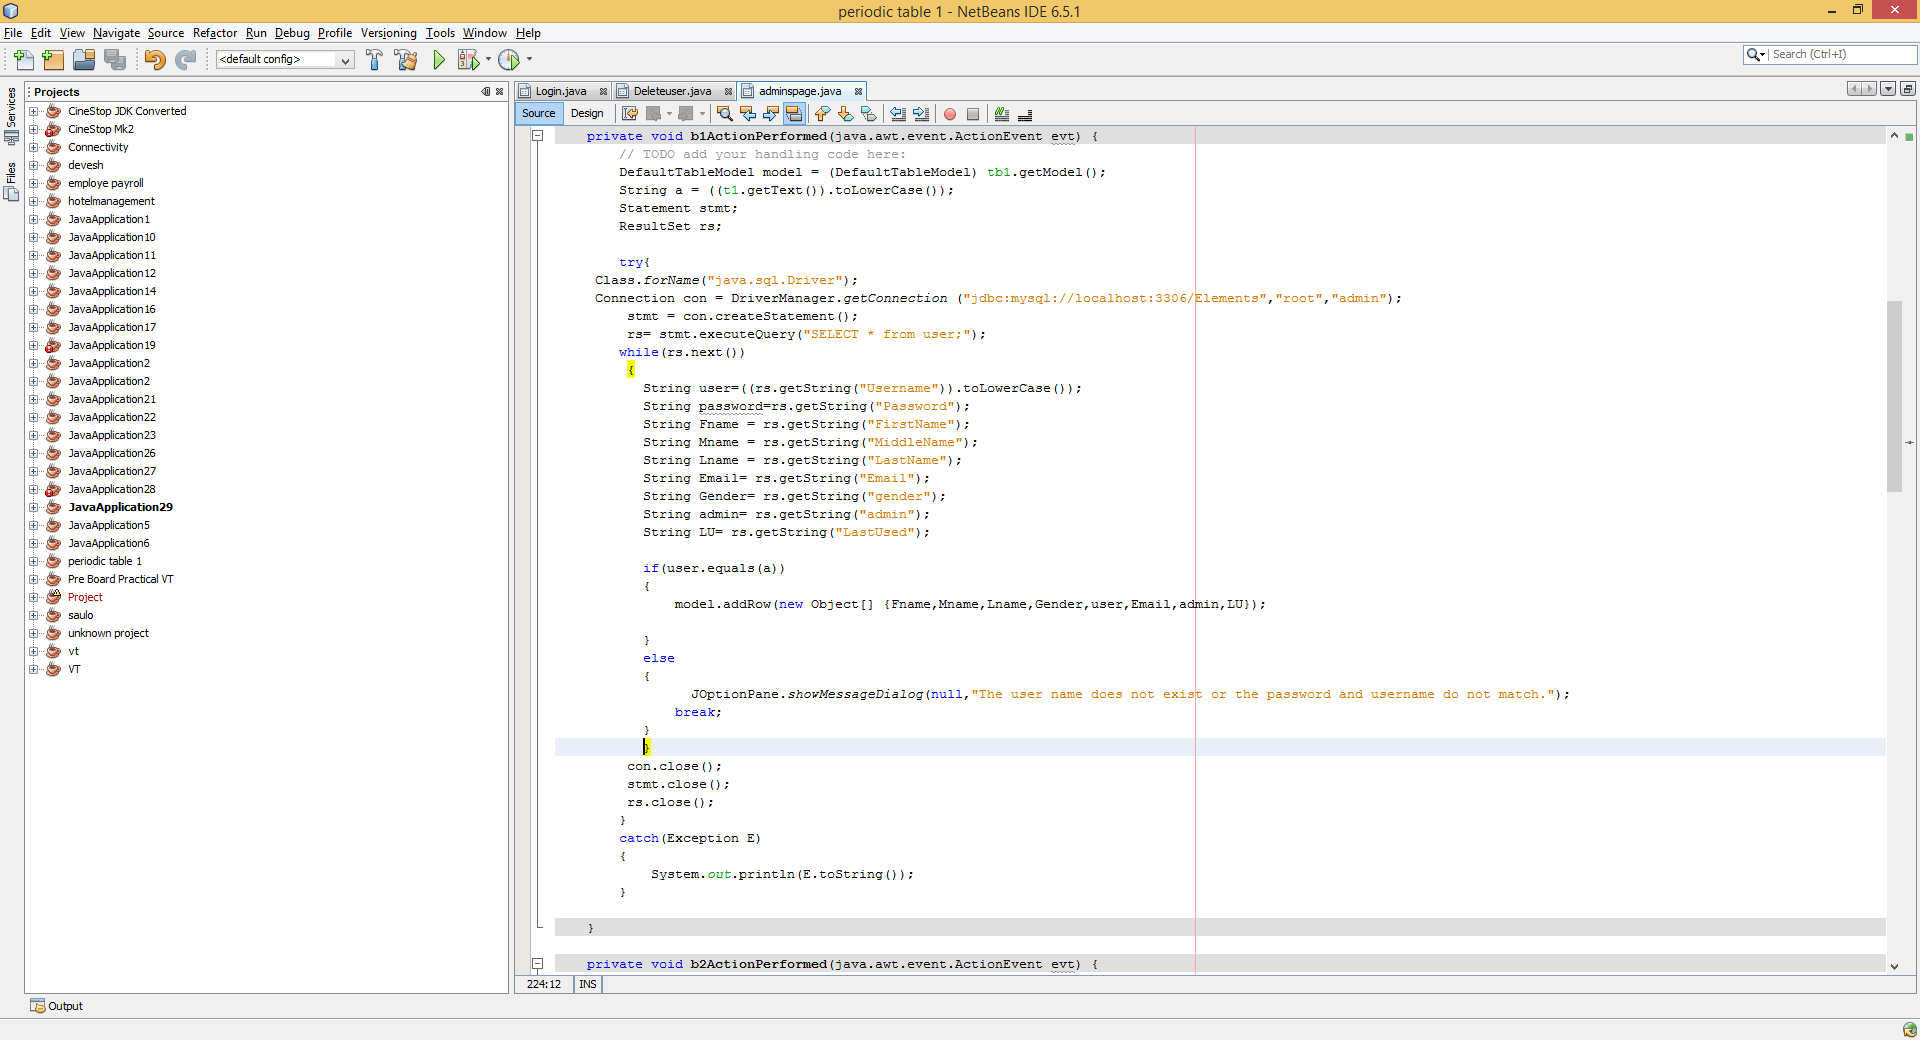 periodic table 1 - NetBeans IDE 6.5.1
File Edit View Navigate Source Refactor Run Debug Profile Versioning Tools Window Help
<default config>
Search (Ctrl+I)
Services
Files
Projects
CineStop JDK Converted
CineStop Mk2
Connectivity
devesh
employe payroll
hotelmanagement
JavaApplication1
JavaApplication10
JavaApplication11
JavaApplication12
JavaApplication14
JavaApplication16
JavaApplication17
JavaApplication19
JavaApplication2
JavaApplication2
JavaApplication21
JavaApplication22
JavaApplication23
JavaApplication26
JavaApplication27
JavaApplication28
JavaApplication29
JavaApplication5
JavaApplication6
periodic table 1
Pre Board Practical VT
Project
saulo
unknown project
vt
VT
Login.java Deleteuser.java adminspage.java
Source Design
private void b1ActionPerformed(java.awt.event.ActionEvent evt) {
// TODO add your handling code here:
DefaultTableModel model = (DefaultTableModel) tb1.getModel();
String a = ((t1.getText()).toLowerCase());
Statement stmt;
ResultSet rs;
try{
Class.forName("java.sql.Driver");
Connection con = DriverManager.getConnection ("jdbc:mysql://localhost:3306/Elements","root","admin");
stmt = con.createStatement();
rs= stmt.executeQuery("SELECT * from user;");
while(rs.next())
{
String user=((rs.getString("Username")).toLowerCase());
String password=rs.getString("Password");
String Fname = rs.getString("FirstName");
String Mname = rs.getString("MiddleName");
String Lname = rs.getString("LastName");
String Email= rs.getString("Email");
String Gender= rs.getString("gender");
String admin= rs.getString("admin");
String LU= rs.getString("LastUsed");
if(user.equals(a))
{
model.addRow(new Object[] {Fname,Mname,Lname,Gender,user,Email,admin,LU});
}
else
{
JOptionPane.showMessageDialog(null,"The user name does not exist or the password and username do not match.");
break;
}
}
con.close();
stmt.close();
rs.close();
}
catch(Exception E)
{
System.out.println(E.toString());
}
}
private void b2ActionPerformed(java.awt.event.ActionEvent evt) {
224:12 INS
Output